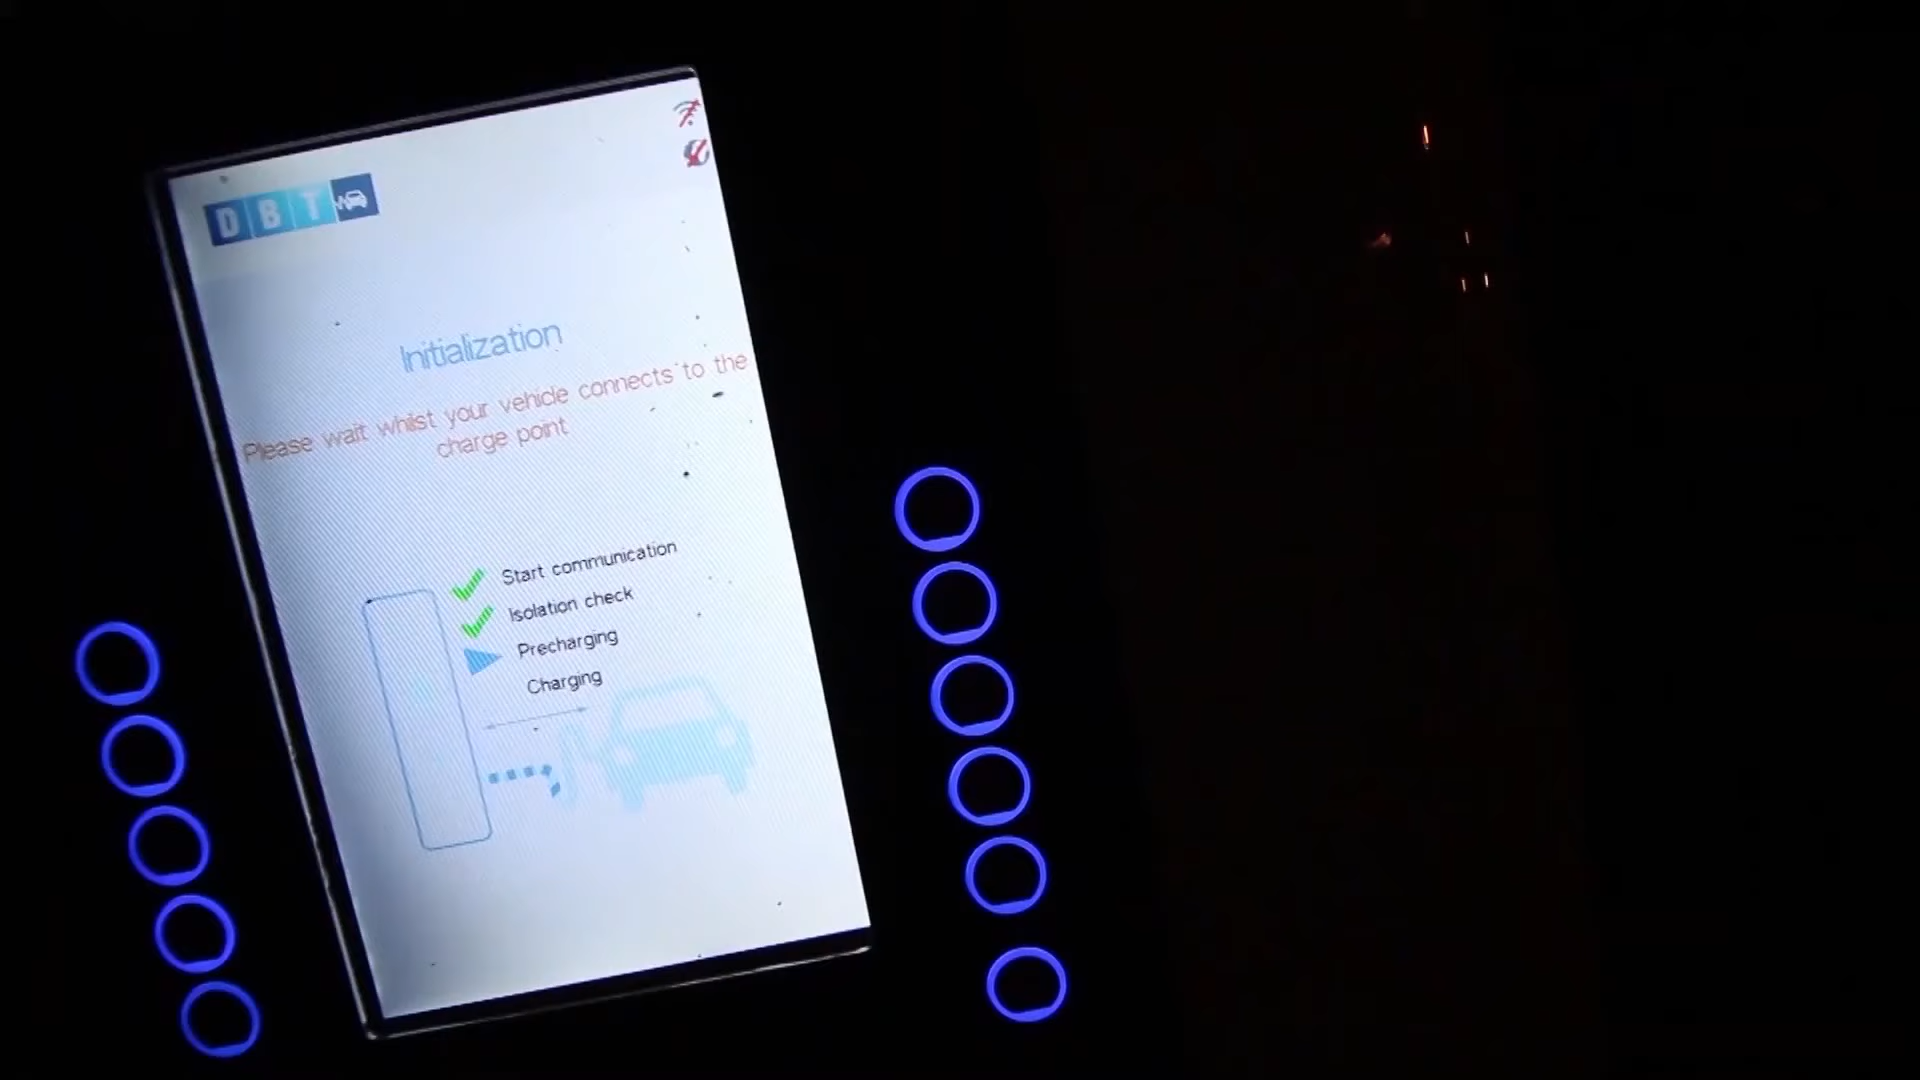 DBT
Initialization
Please wait whilst your vehicle connects to the
charge point
Start communication
Isolation check
Precharging
Charging